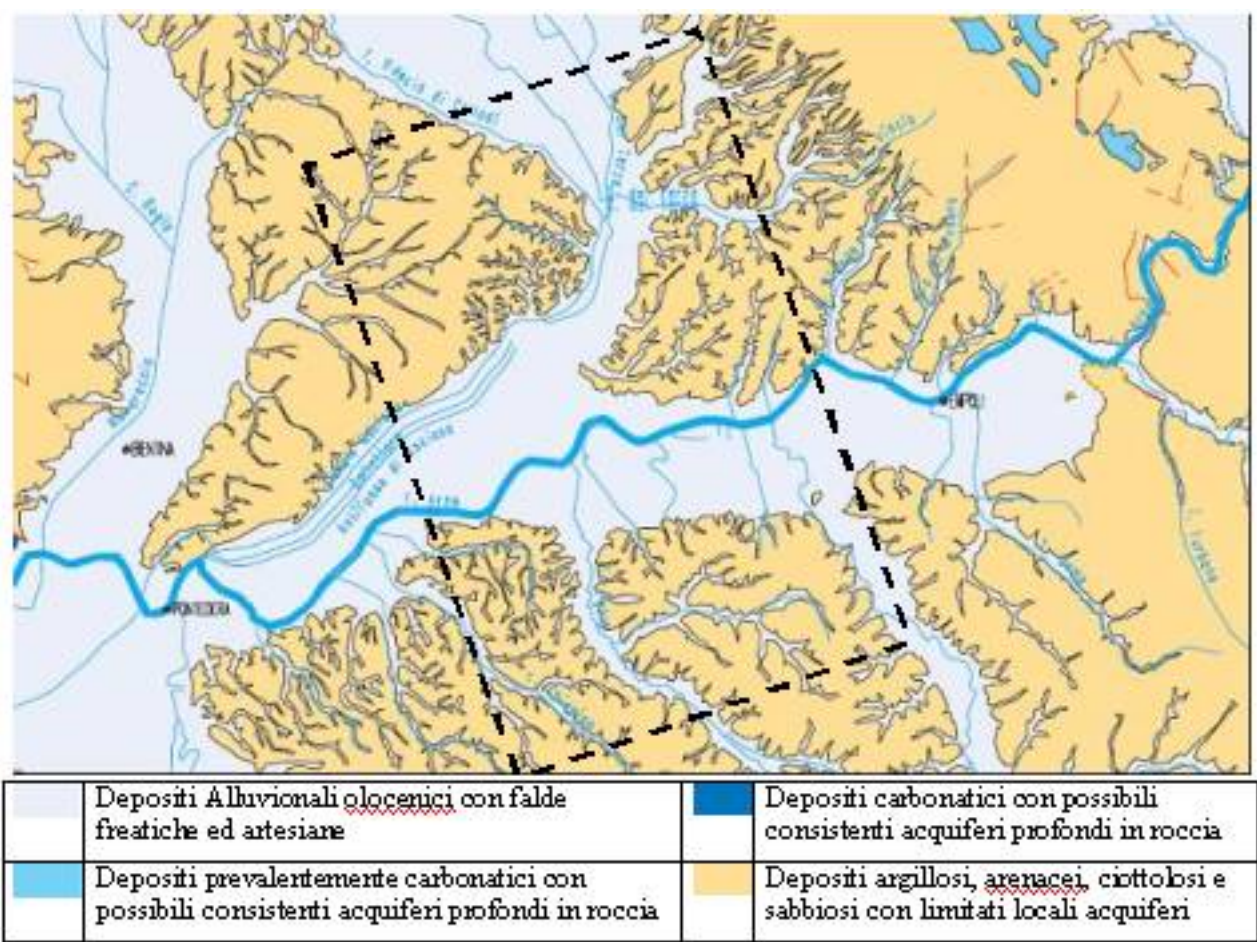 BIENTINA
PONTEDERA
EMPOLI
Depositi Alluvionali olocenici con falde
freatiche ed artesiane
Depositi carbonatici con possibili
consistenti acquiferi profondi in roccia
Depositi prevalentemente carbonatici con
possibili consistenti acquiferi profondi in roccia
Depositi argillosi, arenacei, ciottolosi e
sabbiosi con limitati locali acquiferi